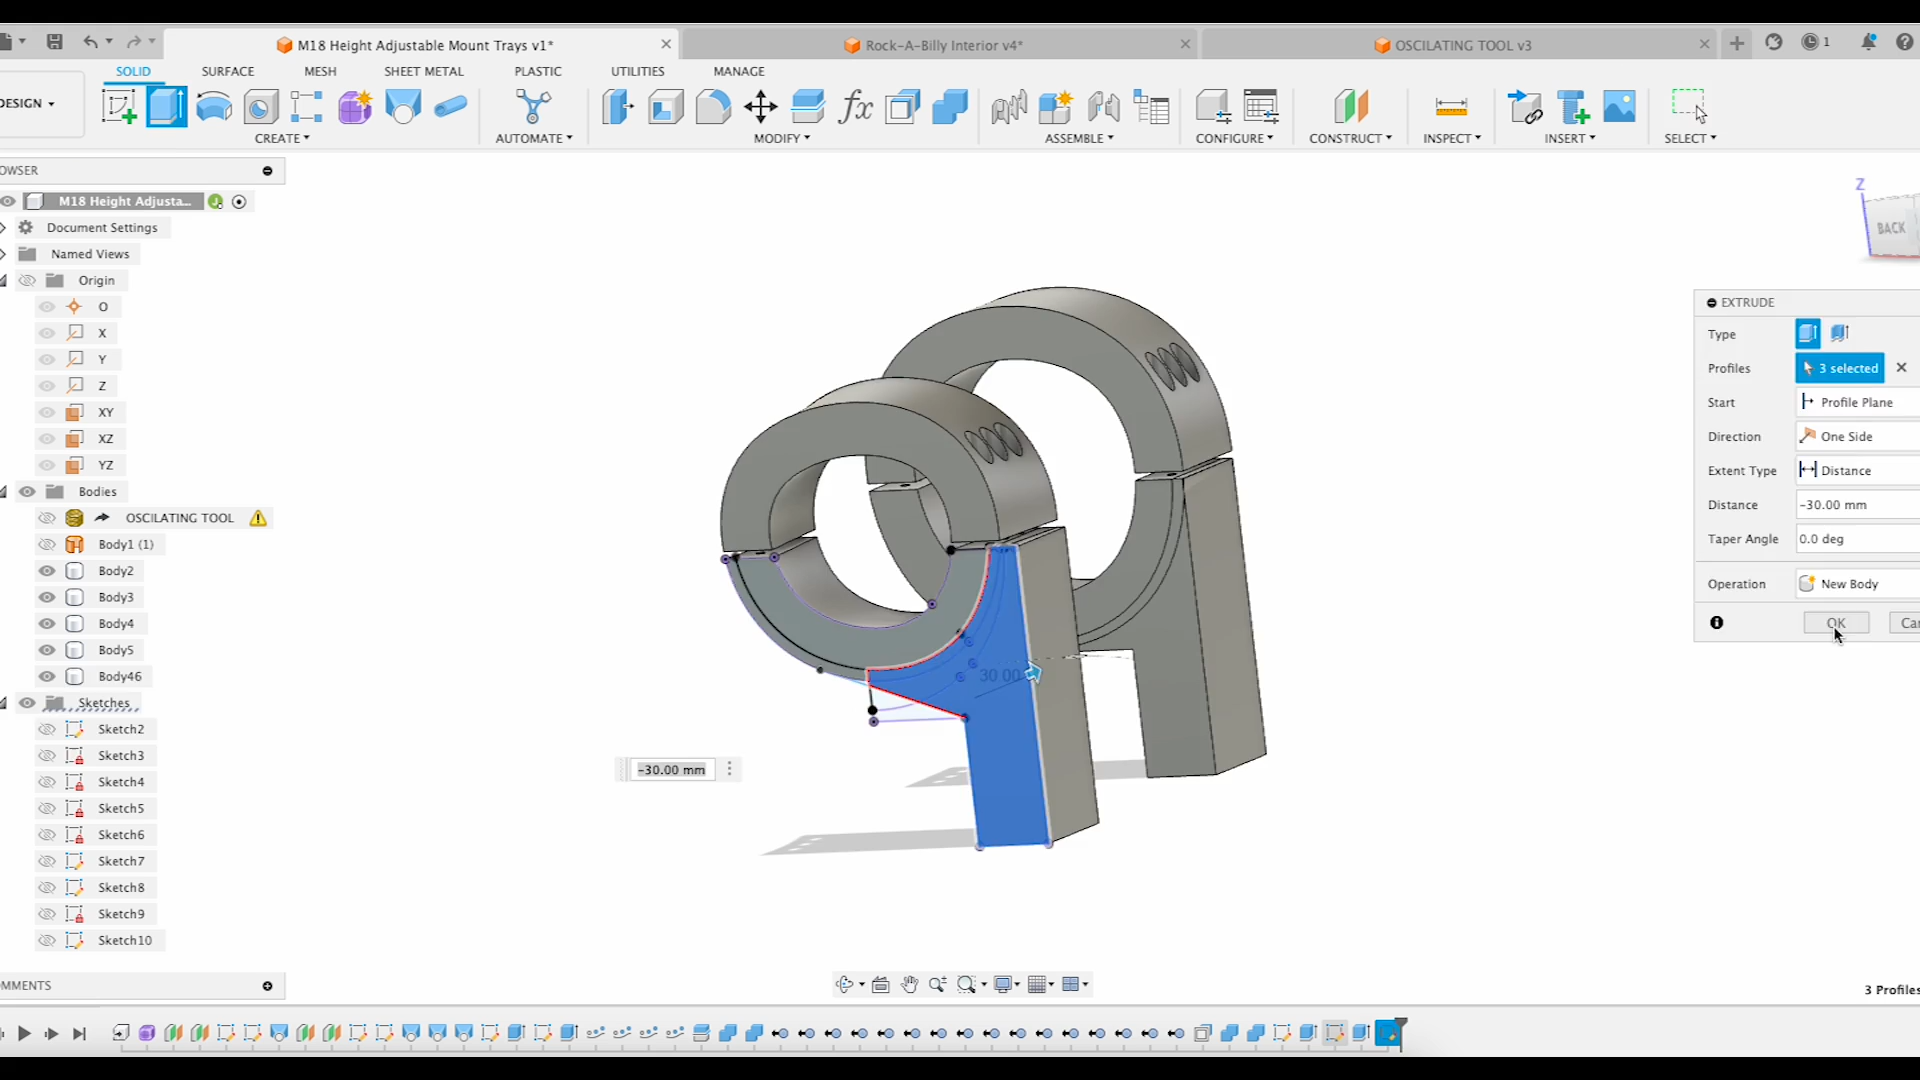 M18 Height Adjustable Mount Trays v1*
Rock-A-Billy Interior v4*
OSCILATING TOOL v3
1
SOLID SURFACE MESH SHEET METAL PLASTIC UTILITIES MANAGE
ESIGN
CREATE AUTOMATE MODIFY ASSEMBLE CONFIGURE CONSTRUCT INSPECT INSERT SELECT
OWSER
M18 Height Adjusta...
Document Settings
Named Views
Origin
O
X
Y
Z
XY
XZ
YZ
Bodies
OSCILATING TOOL
Body1 (1)
Body2
Body3
Body4
Body5
Body46
Sketches
Sketch2
Sketch3
Sketch4
Sketch5
Sketch6
Sketch7
Sketch8
Sketch9
Sketch10
MMENTS
Z
BACK
30.00
-30.00 mm
EXTRUDE
Type
Profiles 3 selected
Start Profile Plane
Direction One Side
Extent Type Distance
Distance -30.00 mm
Taper Angle 0.0 deg
Operation New Body
OK Can
3 Profiles